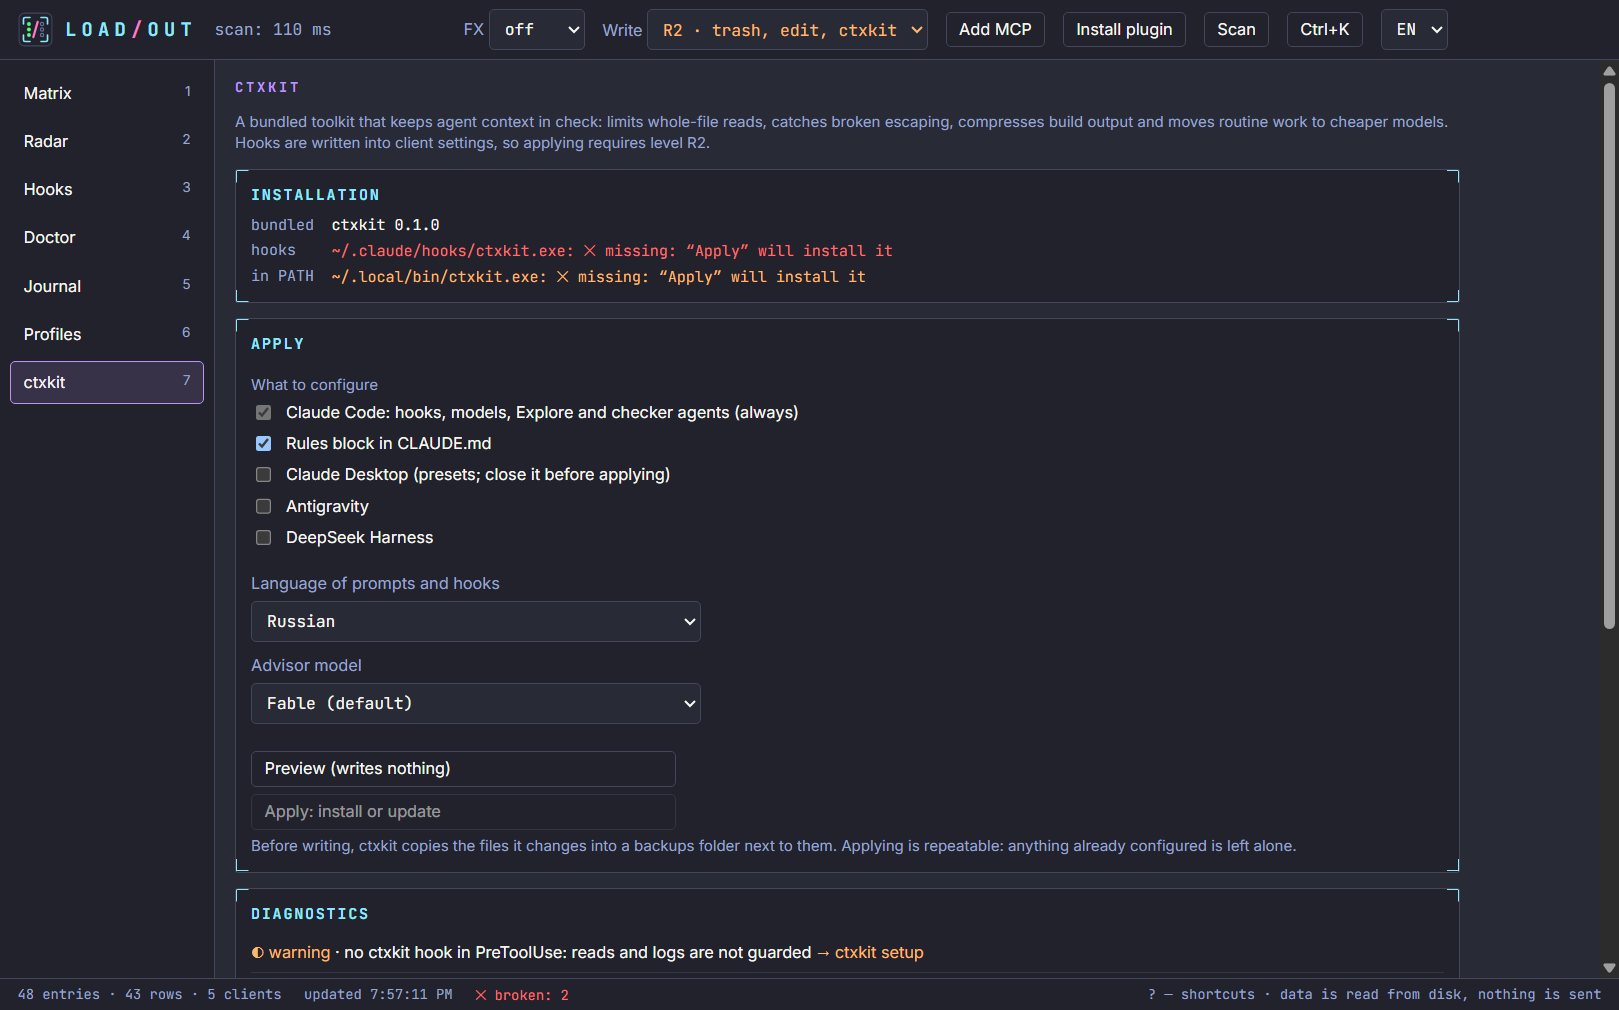 LOAD/OUT scan: 110 ms FX off Write R2 · trash, edit, ctxkit Add MCP Install plugin Scan Ctrl+K EN
Matrix 1
Radar 2
Hooks 3
Doctor 4
Journal 5
Profiles 6
ctxkit 7
CTXKIT
A bundled toolkit that keeps agent context in check: limits whole-file reads, catches broken escaping, compresses build output and moves routine work to cheaper models.
Hooks are written into client settings, so applying requires level R2.
INSTALLATION
bundled ctxkit 0.1.0
hooks ~/.claude/hooks/ctxkit.exe: ✕ missing: “Apply” will install it
in PATH ~/.local/bin/ctxkit.exe: ✕ missing: “Apply” will install it
APPLY
What to configure
Claude Code: hooks, models, Explore and checker agents (always)
Rules block in CLAUDE.md
Claude Desktop (presets; close it before applying)
Antigravity
DeepSeek Harness
Language of prompts and hooks
Russian
Advisor model
Fable (default)
Preview (writes nothing)
Apply: install or update
Before writing, ctxkit copies the files it changes into a backups folder next to them. Applying is repeatable: anything already configured is left alone.
DIAGNOSTICS
◐ warning · no ctxkit hook in PreToolUse: reads and logs are not guarded → ctxkit setup
48 entries · 43 rows · 5 clients updated 7:57:11 PM ✕ broken: 2 ? — shortcuts · data is read from disk, nothing is sent